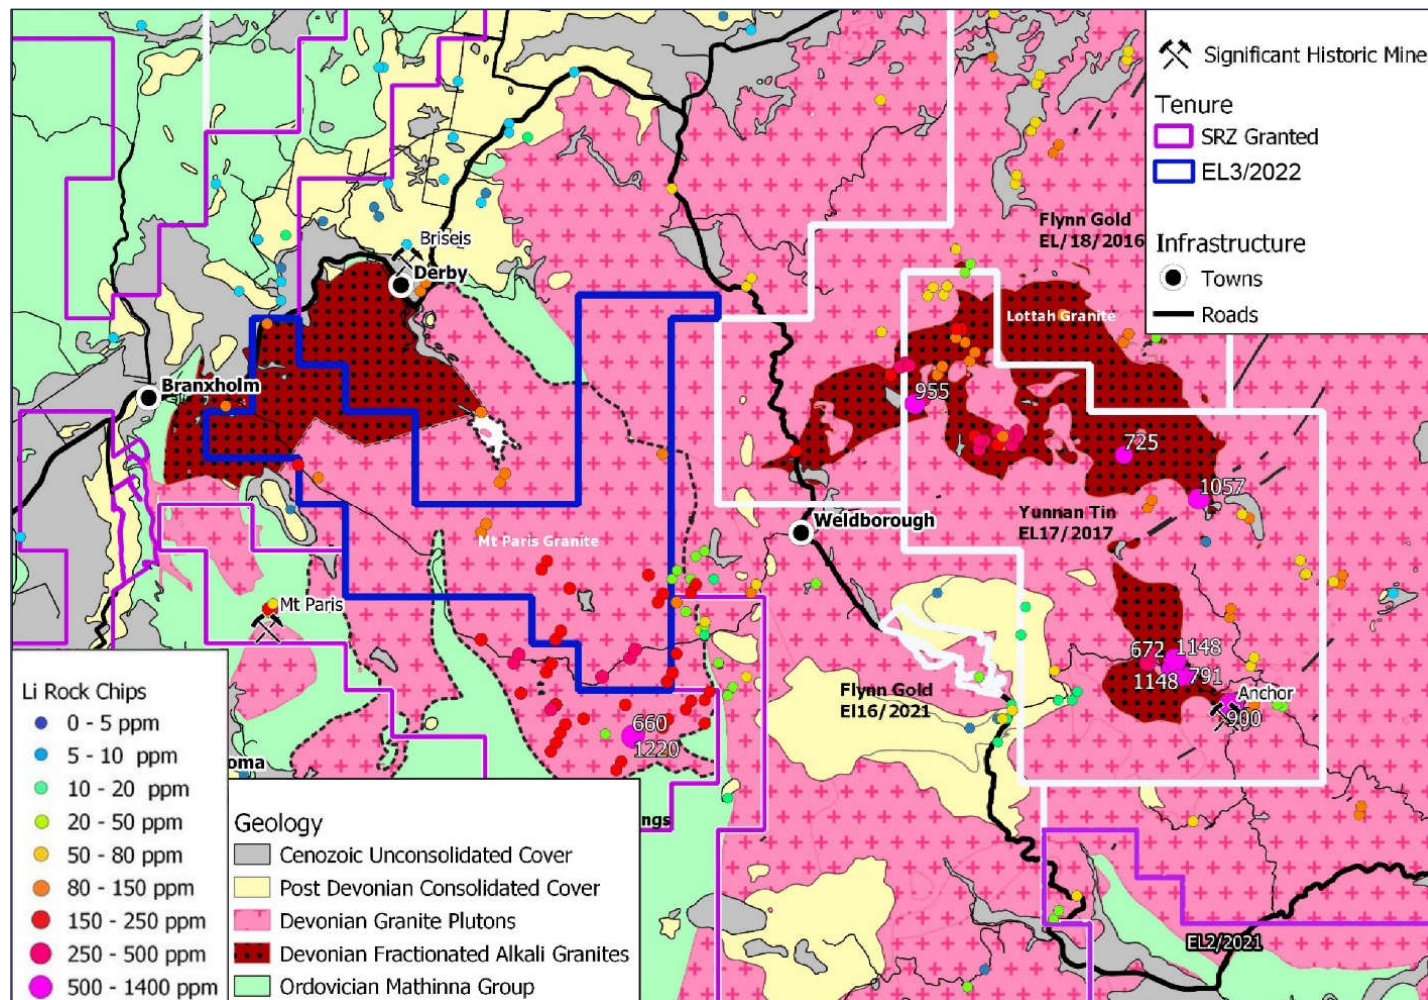 Significant Historic Mine
Tenure
SRZ Granted
EL3/2022
Infrastructure
Towns
Roads
Flynn Gold
EL/18/2016
Briseis
Derby
Lottah Granite
Branxholm
955
725
1057
Yunnan Tin
EL17/2017
Weldborough
Mt Paris Granite
Mt Paris
672
1148
1148
791
Anchor
900
Flynn Gold
El16/2021
660
1220
oma
ngs
EL2/2021
Li Rock Chips
0 - 5 ppm
5 - 10 ppm
10 - 20 ppm
20 - 50 ppm
50 - 80 ppm
80 - 150 ppm
150 - 250 ppm
250 - 500 ppm
500 - 1400 ppm
Geology
Cenozoic Unconsolidated Cover
Post Devonian Consolidated Cover
Devonian Granite Plutons
Devonian Fractionated Alkali Granites
Ordovician Mathinna Group